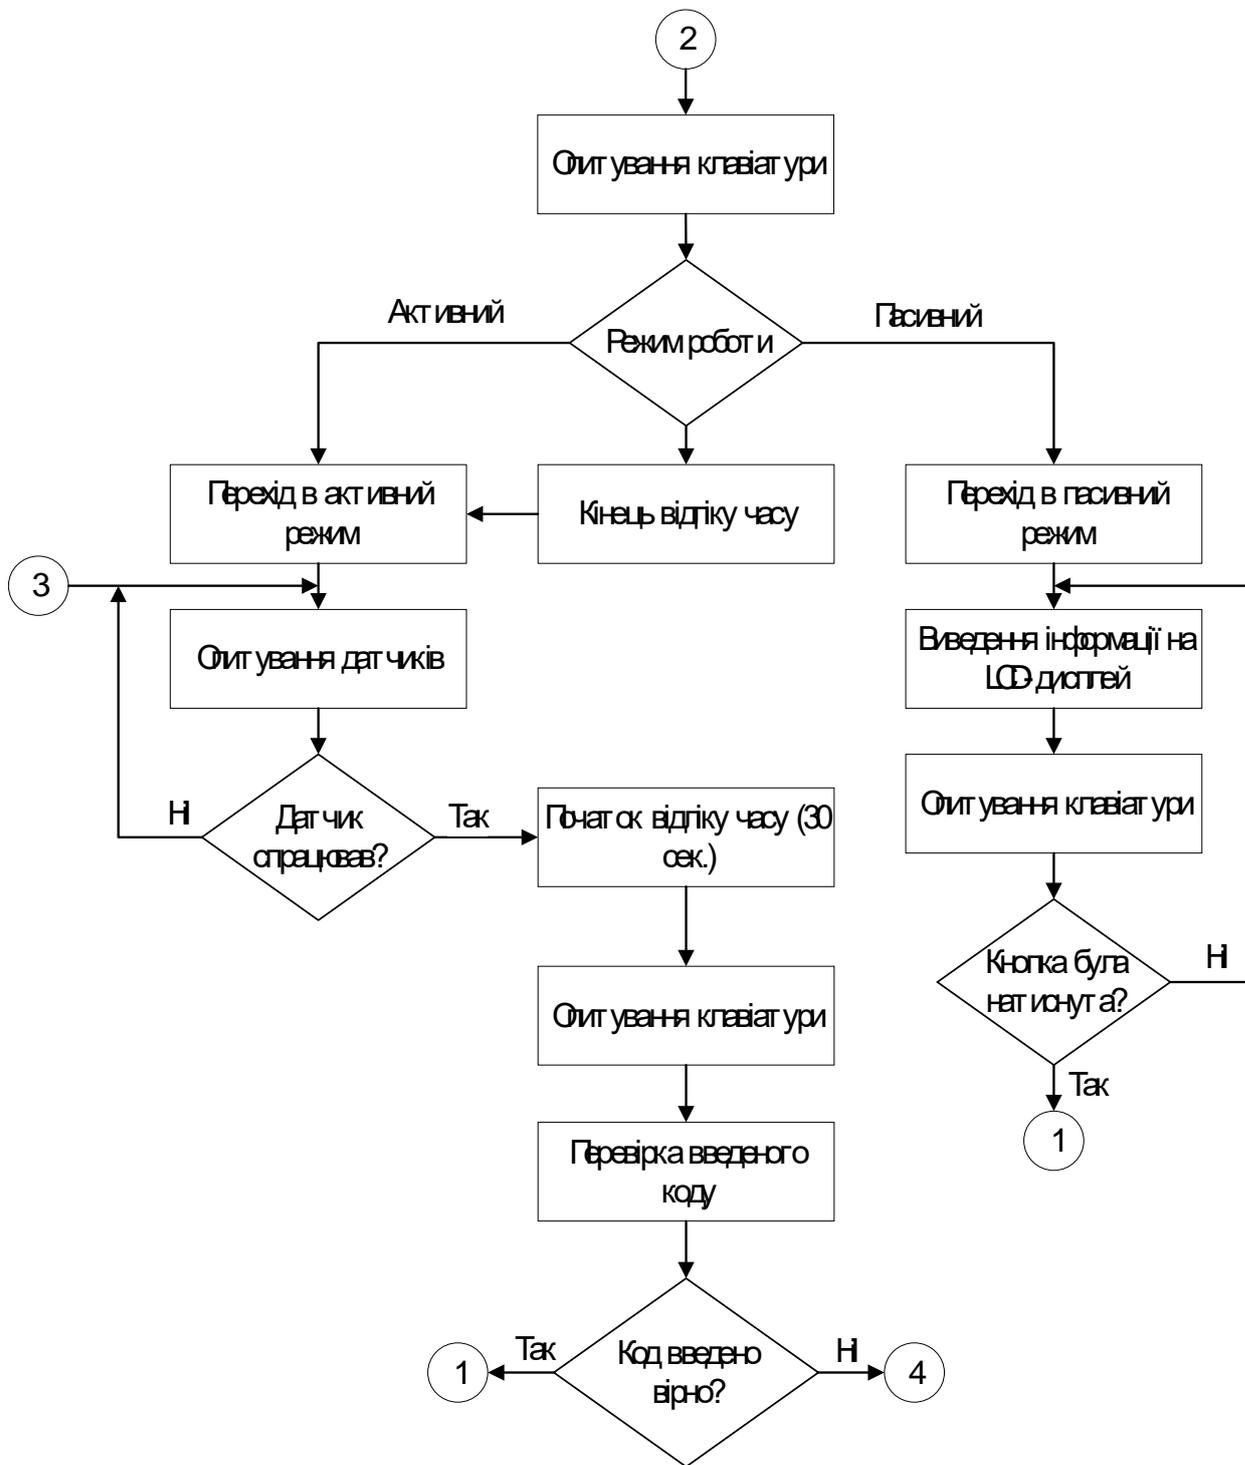 2
Опитування клавіатури
Активний
Пасивний
Режим роботи
Перехід в активний
режим
Кінець відліку часу
Перехід в пасивний
режим
3
Опитування датчиків
Виведення інформації на
LCD-дисплей
Опитування клавіатури
Ні
Датчик
спрацював?
Так
Початок відліку часу (30
сек.)
Кнопка була
натиснута?
Ні
Так
1
Опитування клавіатури
Перевірка введеного
коду
Код введено
вірно?
Так
1
Ні
4